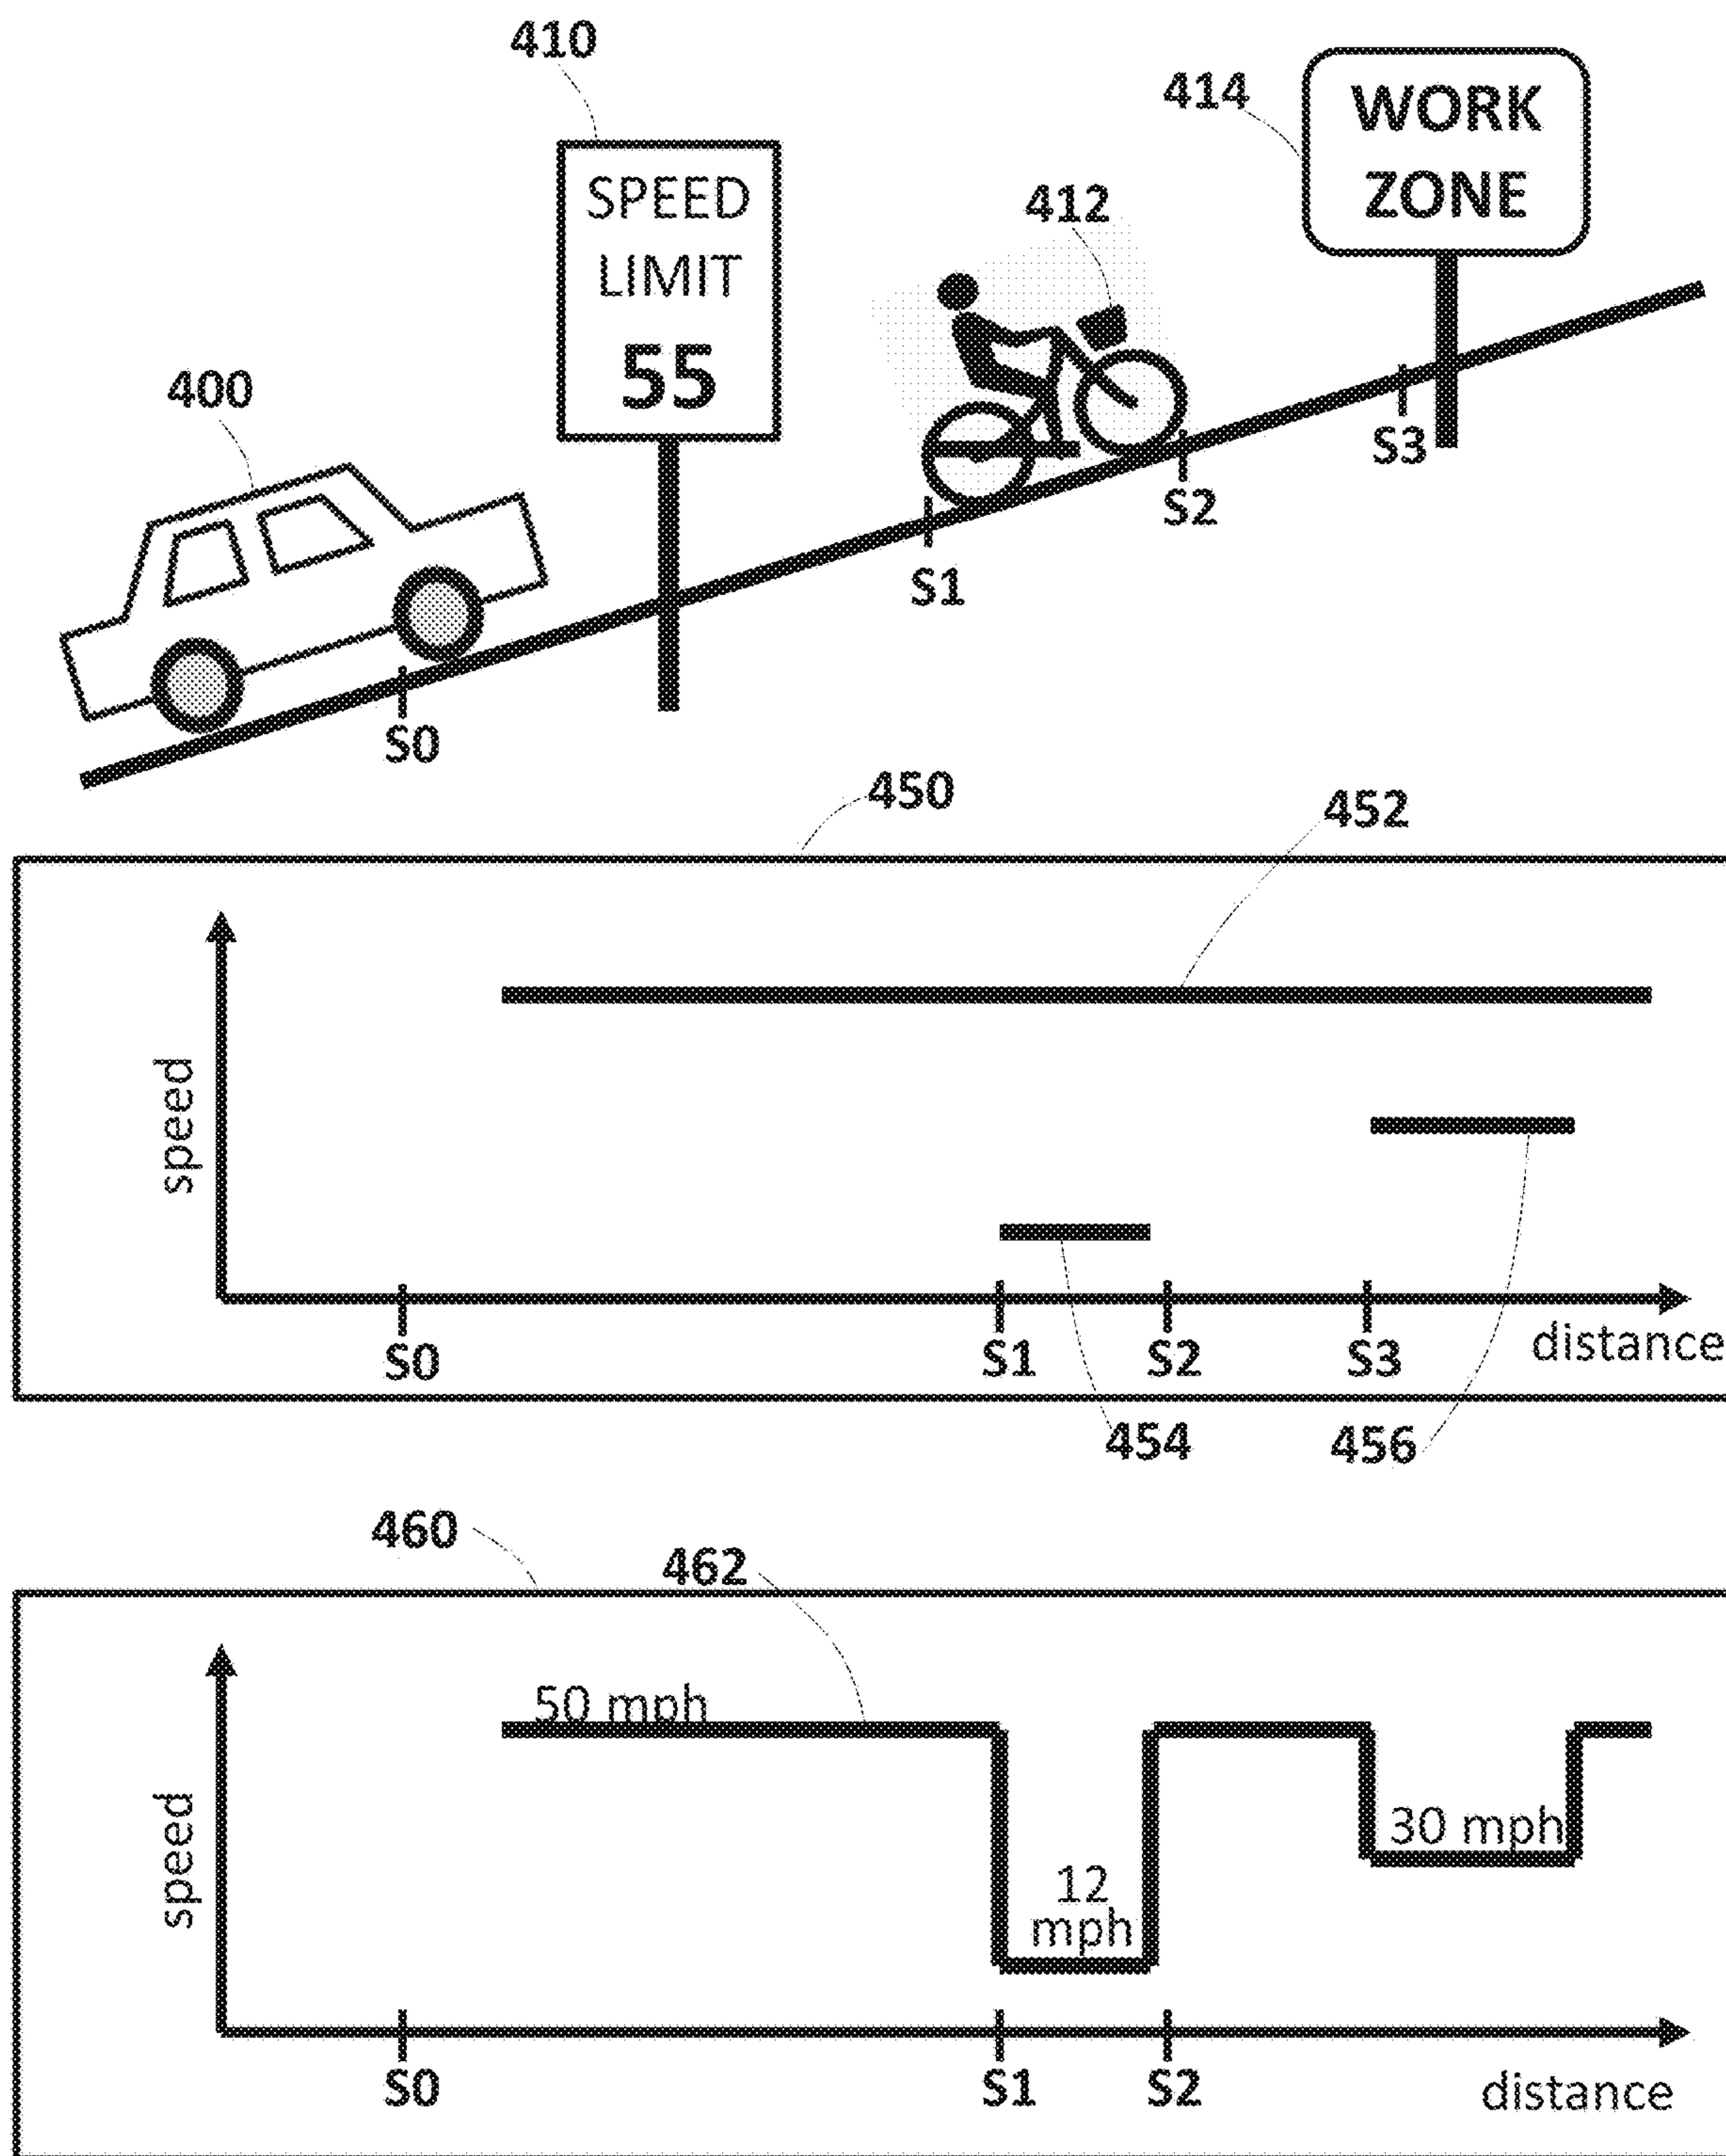 410
414
WORK
ZONE
SPEED
LIMIT
55
412
400
S3
S2
S1
S0
450
452
speed
S0
S1
S2
S3
distance
454
456
460
462
50 mph
speed
30 mph
12
mph
S0
S1
S2
distance